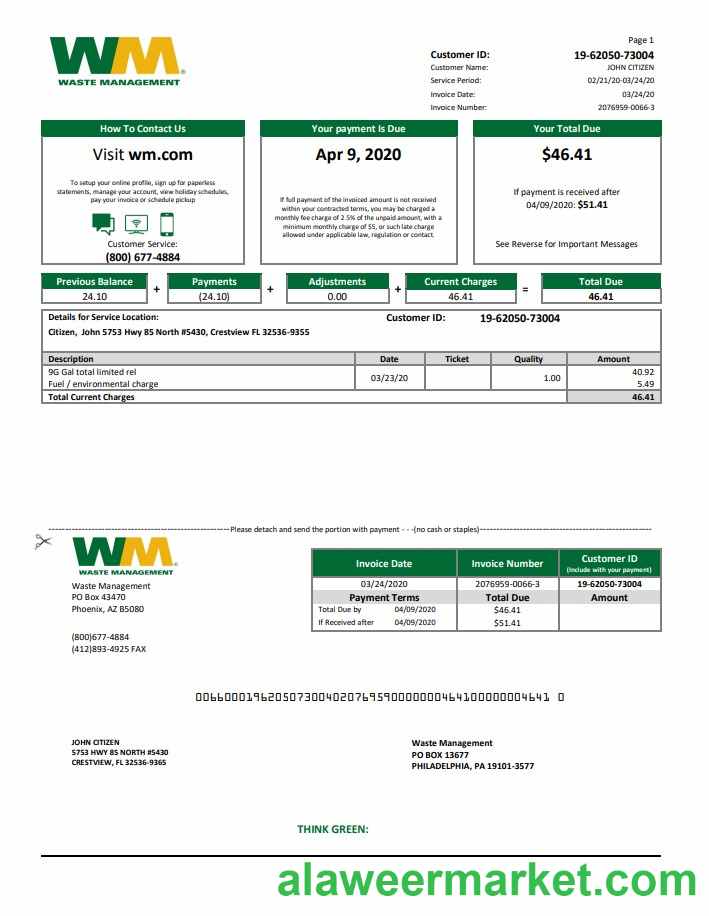 Page 1
WM
WASTE MANAGEMENT
Customer ID: 19-62050-73004
Customer Name: JOHN CITIZEN
Service Period: 02/21/20-03/24/20
Invoice Date: 03/24/20
Invoice Number: 2076959-0066-3
How To Contact Us
Visit wm.com
To setup your online profile, sign up for paperless
statements, manage your account, view holiday schedules,
pay your invoice or schedule pickup
Customer Service:
(800) 677-4884
Your payment Is Due
Apr 9, 2020
If full payment of the invoiced amount is not received
within your contracted terms, you may be charged a
monthly fee charge of 2.5% of the unpaid amount, with a
minimum monthly charge of $5, or such late charge
allowed under applicable law, regulation or contact.
Your Total Due
$46.41
If payment is received after
04/09/2020: $51.41
See Reverse for Important Messages
Previous Balance + Payments + Adjustments + Current Charges = Total Due
24.10 (24.10) 0.00 46.41 46.41
Details for Service Location: Customer ID: 19-62050-73004
Citizen, John 5753 Hwy 85 North #5430, Crestview FL 32536-9355
Description Date Ticket Quality Amount
9G Gal total limited rel 40.92
03/23/20 1.00
Fuel / environmental charge 5.49
Total Current Charges 46.41
Please detach and send the portion with payment - - -(no cash or staples)
WM
WASTE MANAGEMENT
Waste Management
PO Box 43470
Phoenix, AZ B5080
(800)677-4884
(412)893-4925 FAX
Invoice Date Invoice Number Customer ID
(Include with your payment)
03/24/2020 2076959-0066-3 19-62050-73004
Payment Terms Total Due Amount
Total Due by 04/09/2020 $46.41
If Received after 04/09/2020 $51.41
JOHN CITIZEN
5753 HWY 85 NORTH #5430
CRESTVIEW, FL 32536-9365
Waste Management
PO BOX 13677
PHILADELPHIA, PA 19101-3577
THINK GREEN:
alaweermarket.com